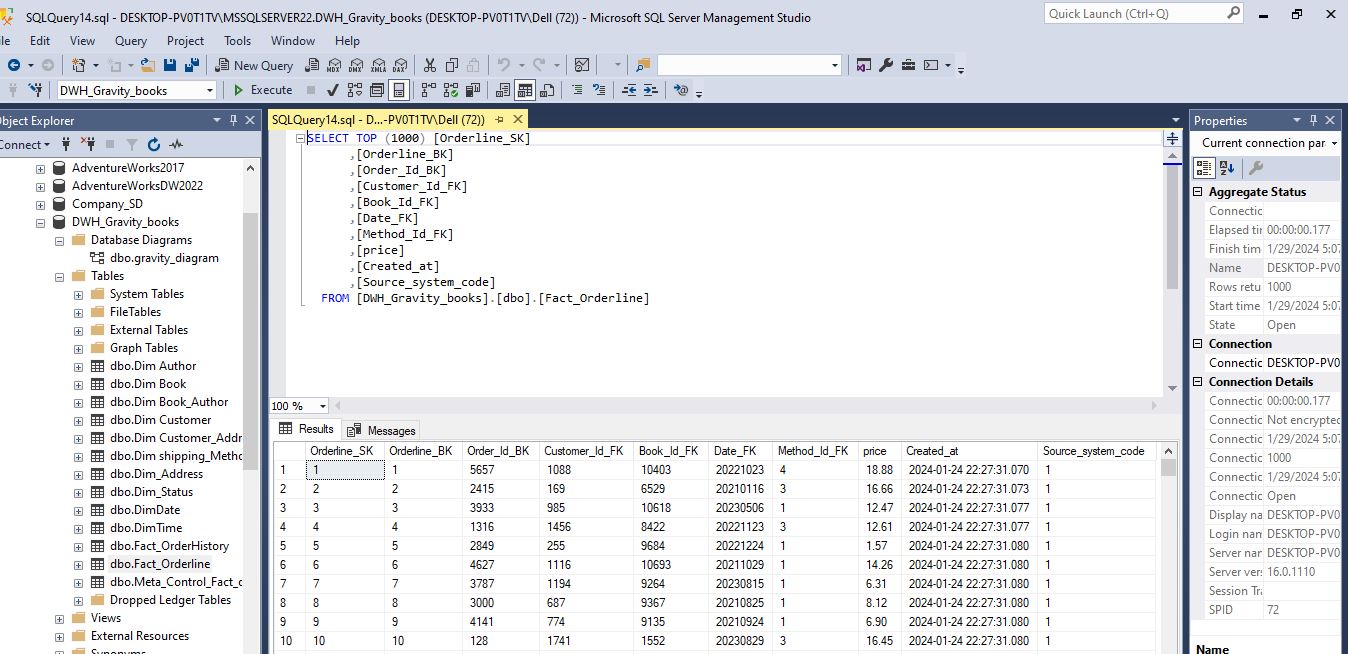 SQLQuery14.sql - DESKTOP-PV0T1TV\MSSQLSERVER22.DWH_Gravity_books (DESKTOP-PV0T1TV\Dell (72)) - Microsoft SQL Server Management Studio
Quick Launch (Ctrl+Q)
le Edit View Query Project Tools Window Help
New Query MDX DMX XMLA DAX
DWH_Gravity_books Execute
bject Explorer
onnect
AdventureWorks2017
AdventureWorksDW2022
Company_SD
DWH_Gravity_books
Database Diagrams
dbo.gravity_diagram
Tables
System Tables
FileTables
External Tables
Graph Tables
dbo.Dim Author
dbo.Dim Book
dbo.Dim Book_Author
dbo.Dim Customer
dbo.Dim Customer_Addr
dbo.Dim shipping_Metho
dbo.Dim_Address
dbo.Dim_Status
dbo.DimDate
dbo.DimTime
dbo.Fact_OrderHistory
dbo.Fact_Orderline
dbo.Meta_Control_Fact_o
Dropped Ledger Tables
Views
External Resources
Synonyms
SQLQuery14.sql - D...-PV0T1TV\Dell (72))
SELECT TOP (1000) [Orderline_SK]
,[Orderline_BK]
,[Order_Id_BK]
,[Customer_Id_FK]
,[Book_Id_FK]
,[Date_FK]
,[Method_Id_FK]
,[price]
,[Created_at]
,[Source_system_code]
FROM [DWH_Gravity_books].[dbo].[Fact_Orderline]
100 %
Results Messages
Orderline_SK Orderline_BK Order_Id_BK Customer_Id_FK Book_Id_FK Date_FK Method_Id_FK price Created_at Source_system_code
1 1 1 5657 1088 10403 20221023 4 18.88 2024-01-24 22:27:31.070 1
2 2 2 2415 169 6529 20210116 3 16.66 2024-01-24 22:27:31.073 1
3 3 3 3933 985 10618 20230506 1 12.47 2024-01-24 22:27:31.077 1
4 4 4 1316 1456 8422 20221123 3 12.61 2024-01-24 22:27:31.077 1
5 5 5 2849 255 9684 20221224 1 1.57 2024-01-24 22:27:31.080 1
6 6 6 4627 1116 10693 20211029 1 14.26 2024-01-24 22:27:31.080 1
7 7 7 3787 1194 9264 20230815 1 6.31 2024-01-24 22:27:31.080 1
8 8 8 3000 687 9367 20210825 1 8.12 2024-01-24 22:27:31.080 1
9 9 9 4141 774 9135 20210924 1 6.90 2024-01-24 22:27:31.080 1
10 10 10 128 1741 1552 20230829 3 16.45 2024-01-24 22:27:31.080 1
Properties
Current connection par
Aggregate Status
Connectic
Elapsed tir 00:00:00.177
Finish tim 1/29/2024 5:07
Name DESKTOP-PV0
Rows retu 1000
Start time 1/29/2024 5:07
State Open
Connection
Connectic DESKTOP-PV0
Connection Details
Connectic 00:00:00.177
Connectic Not encrypted
Connectic 1/29/2024 5:07
Connectic 1000
Connectic 1/29/2024 5:07
Connectic Open
Display na DESKTOP-PV0
Login nam DESKTOP-PV0
Server nar DESKTOP-PV0
Server ver 16.0.1110
Session Tr
SPID 72
Name